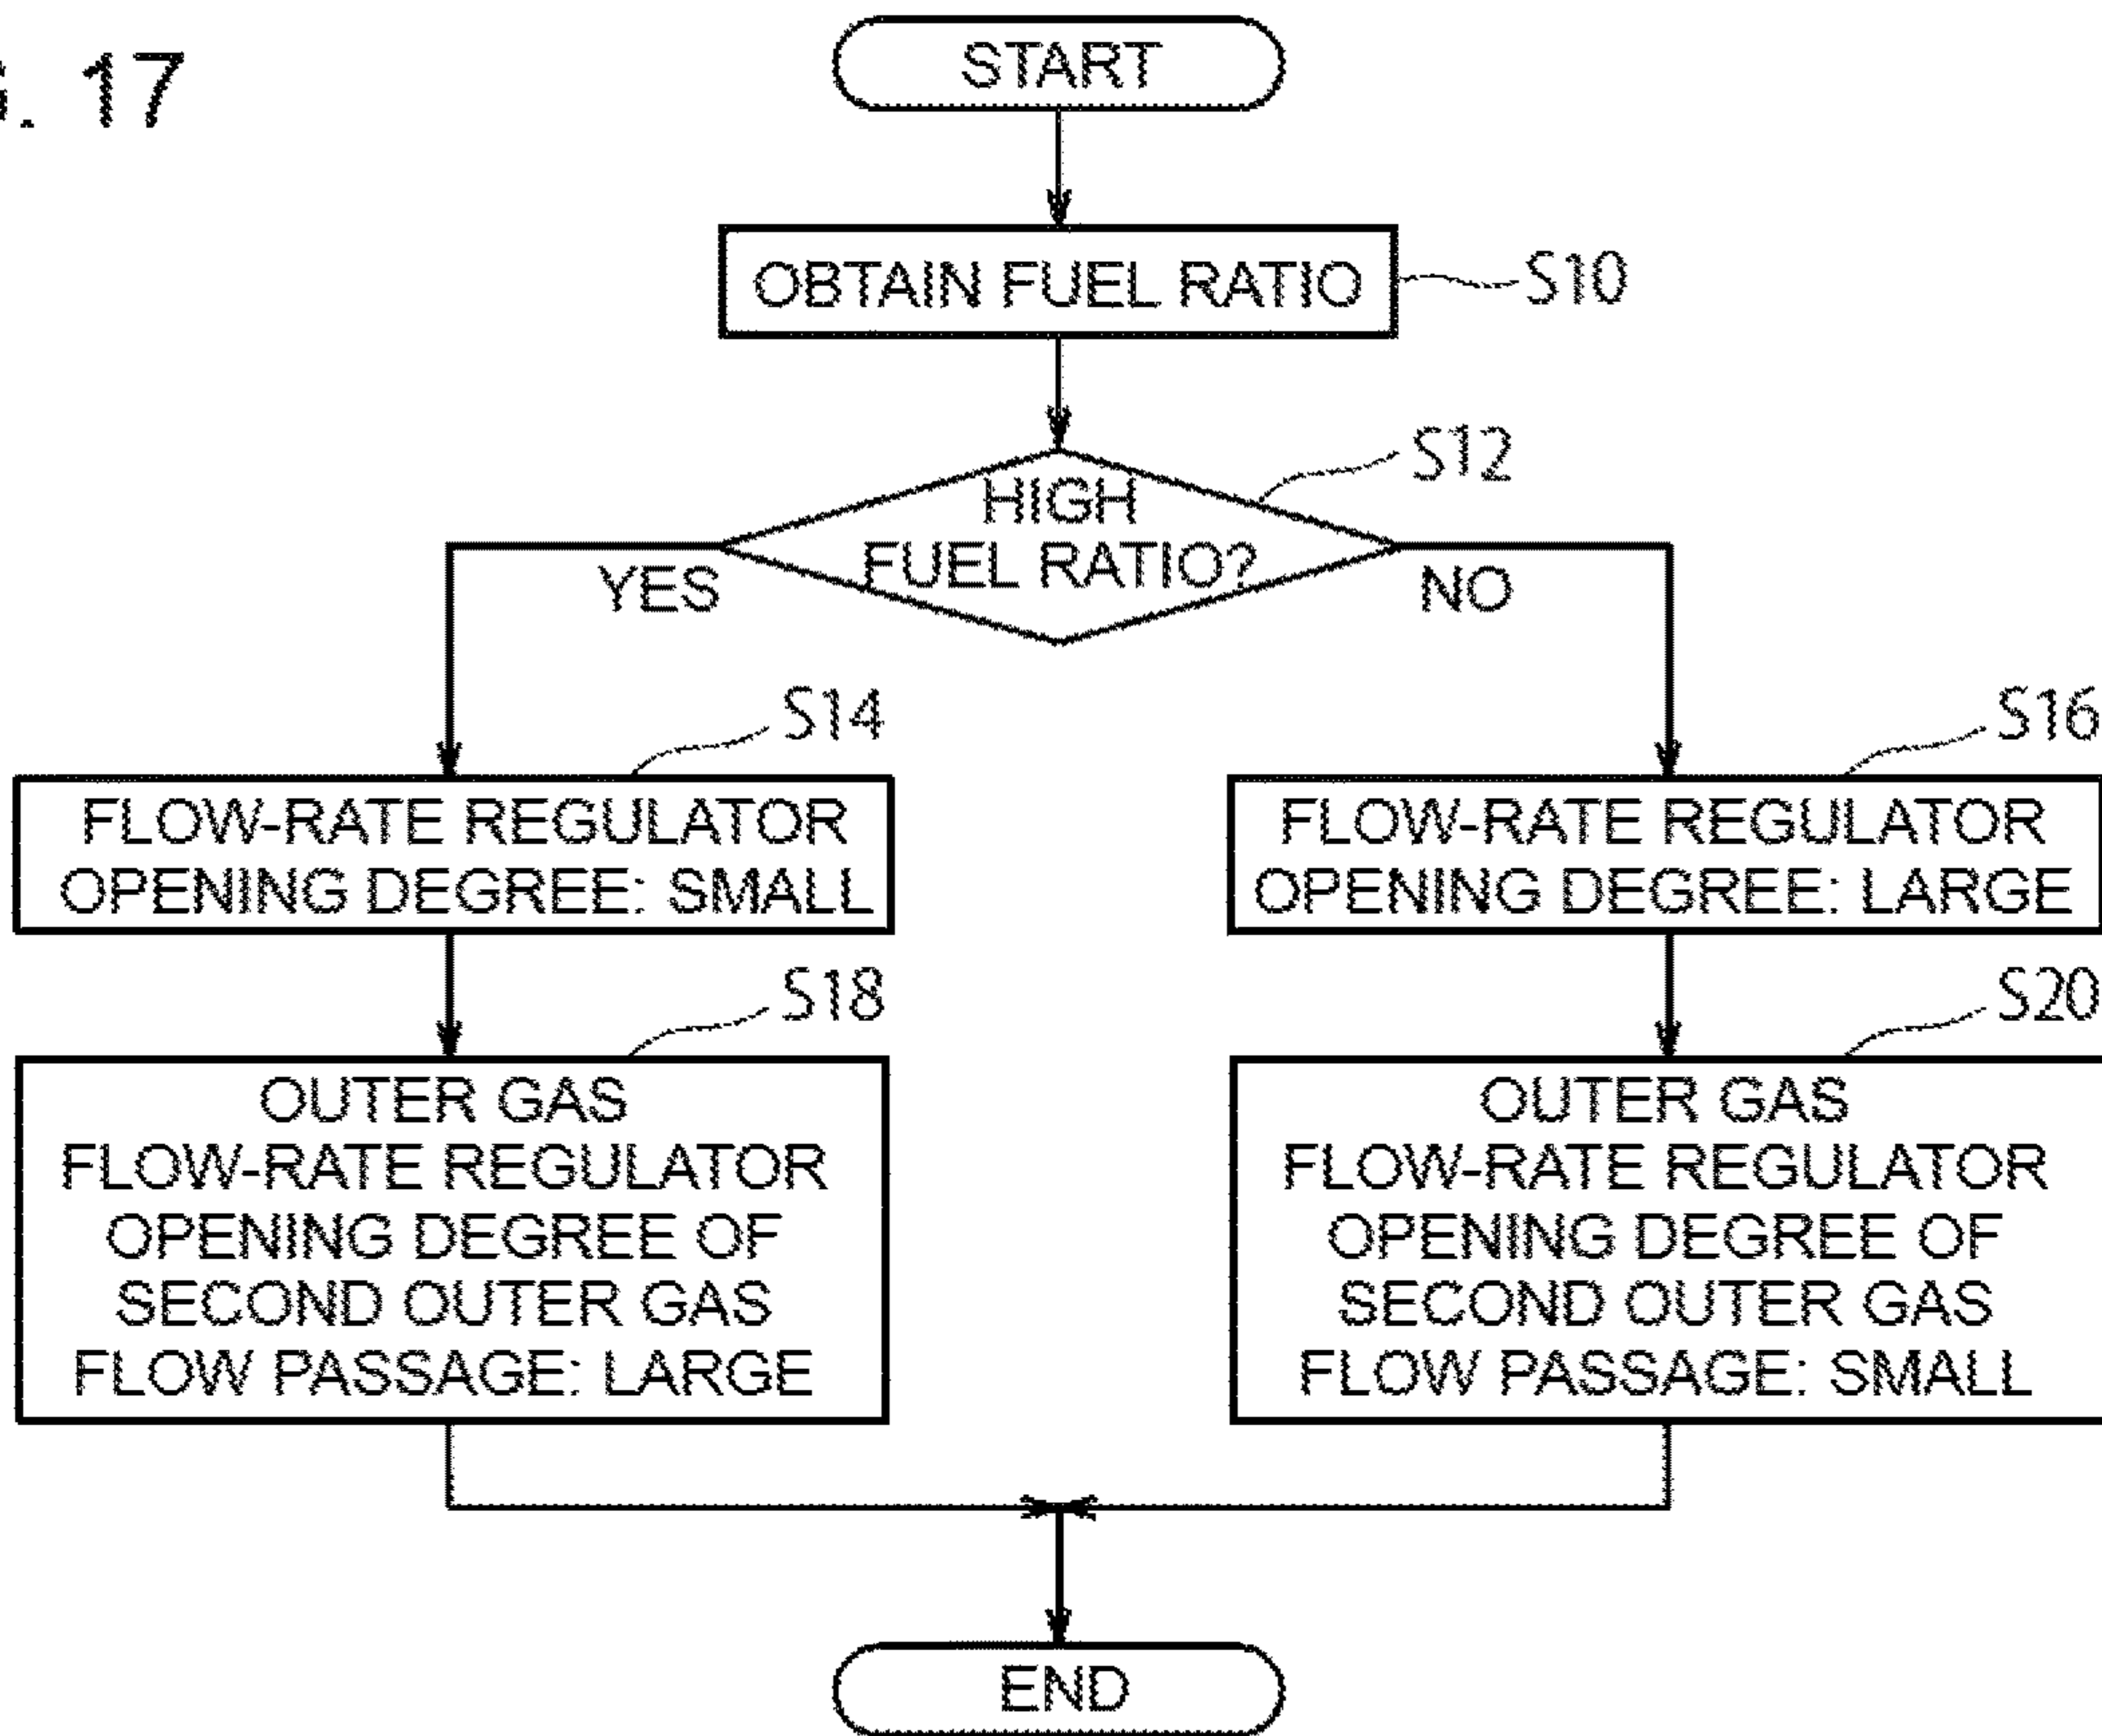 . 17
START
OBTAIN FUEL RATIO
S10
S12
HIGH
FUEL RATIO?
YES
NO
S14
FLOW-RATE REGULATOR
OPENING DEGREE: SMALL
S16
FLOW-RATE REGULATOR
OPENING DEGREE: LARGE
S18
OUTER GAS
FLOW-RATE REGULATOR
OPENING DEGREE OF
SECOND OUTER GAS
FLOW PASSAGE: LARGE
S20
OUTER GAS
FLOW-RATE REGULATOR
OPENING DEGREE OF
SECOND OUTER GAS
FLOW PASSAGE: SMALL
END